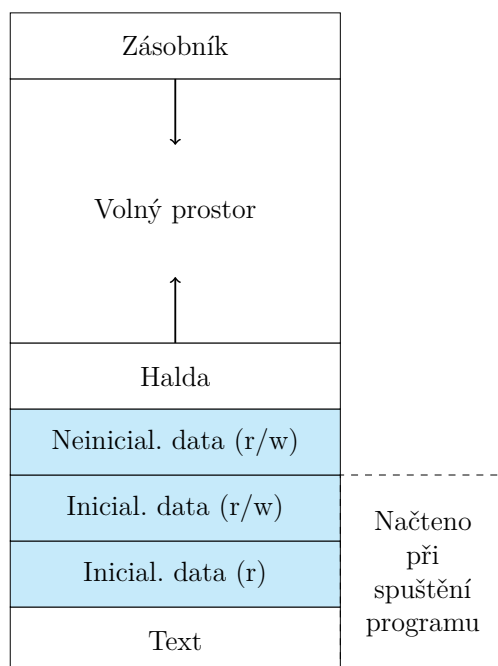 Zásobník
Volný prostor
Halda
Neinicial. data (r/w)
Inicial. data (r/w)
Inicial. data (r)
Text
Načteno
při
spuštění
programu